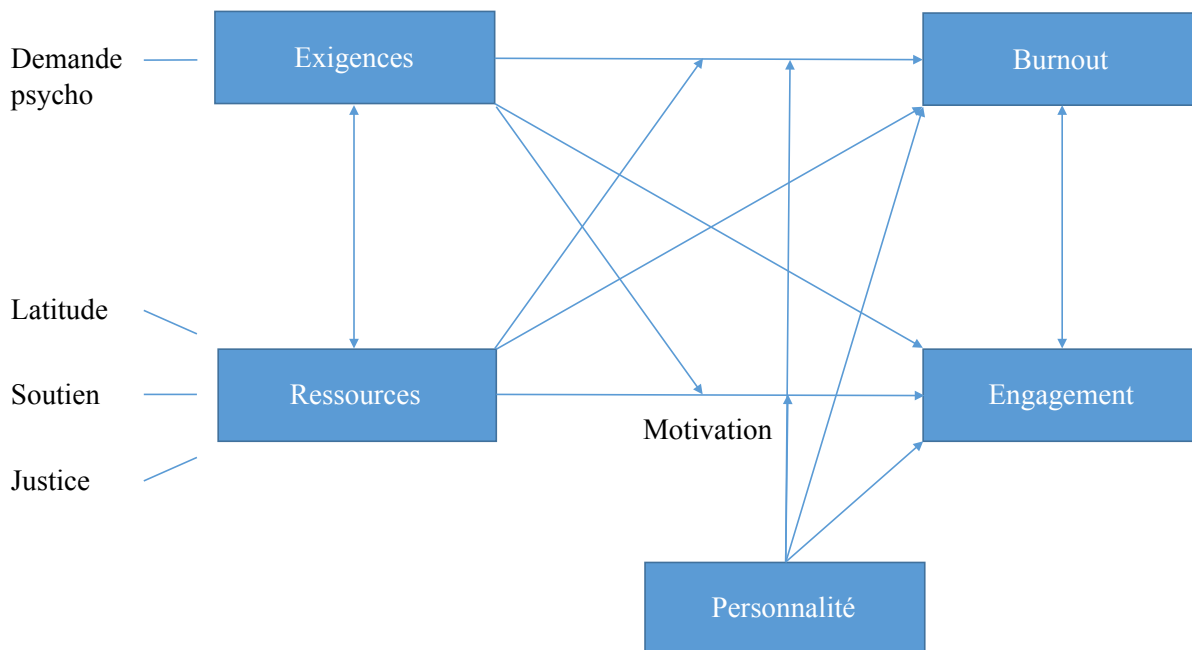 Demande
psycho
Exigences
Burnout
Latitude
Soutien
Justice
Ressources
Motivation
Engagement
Personnalité